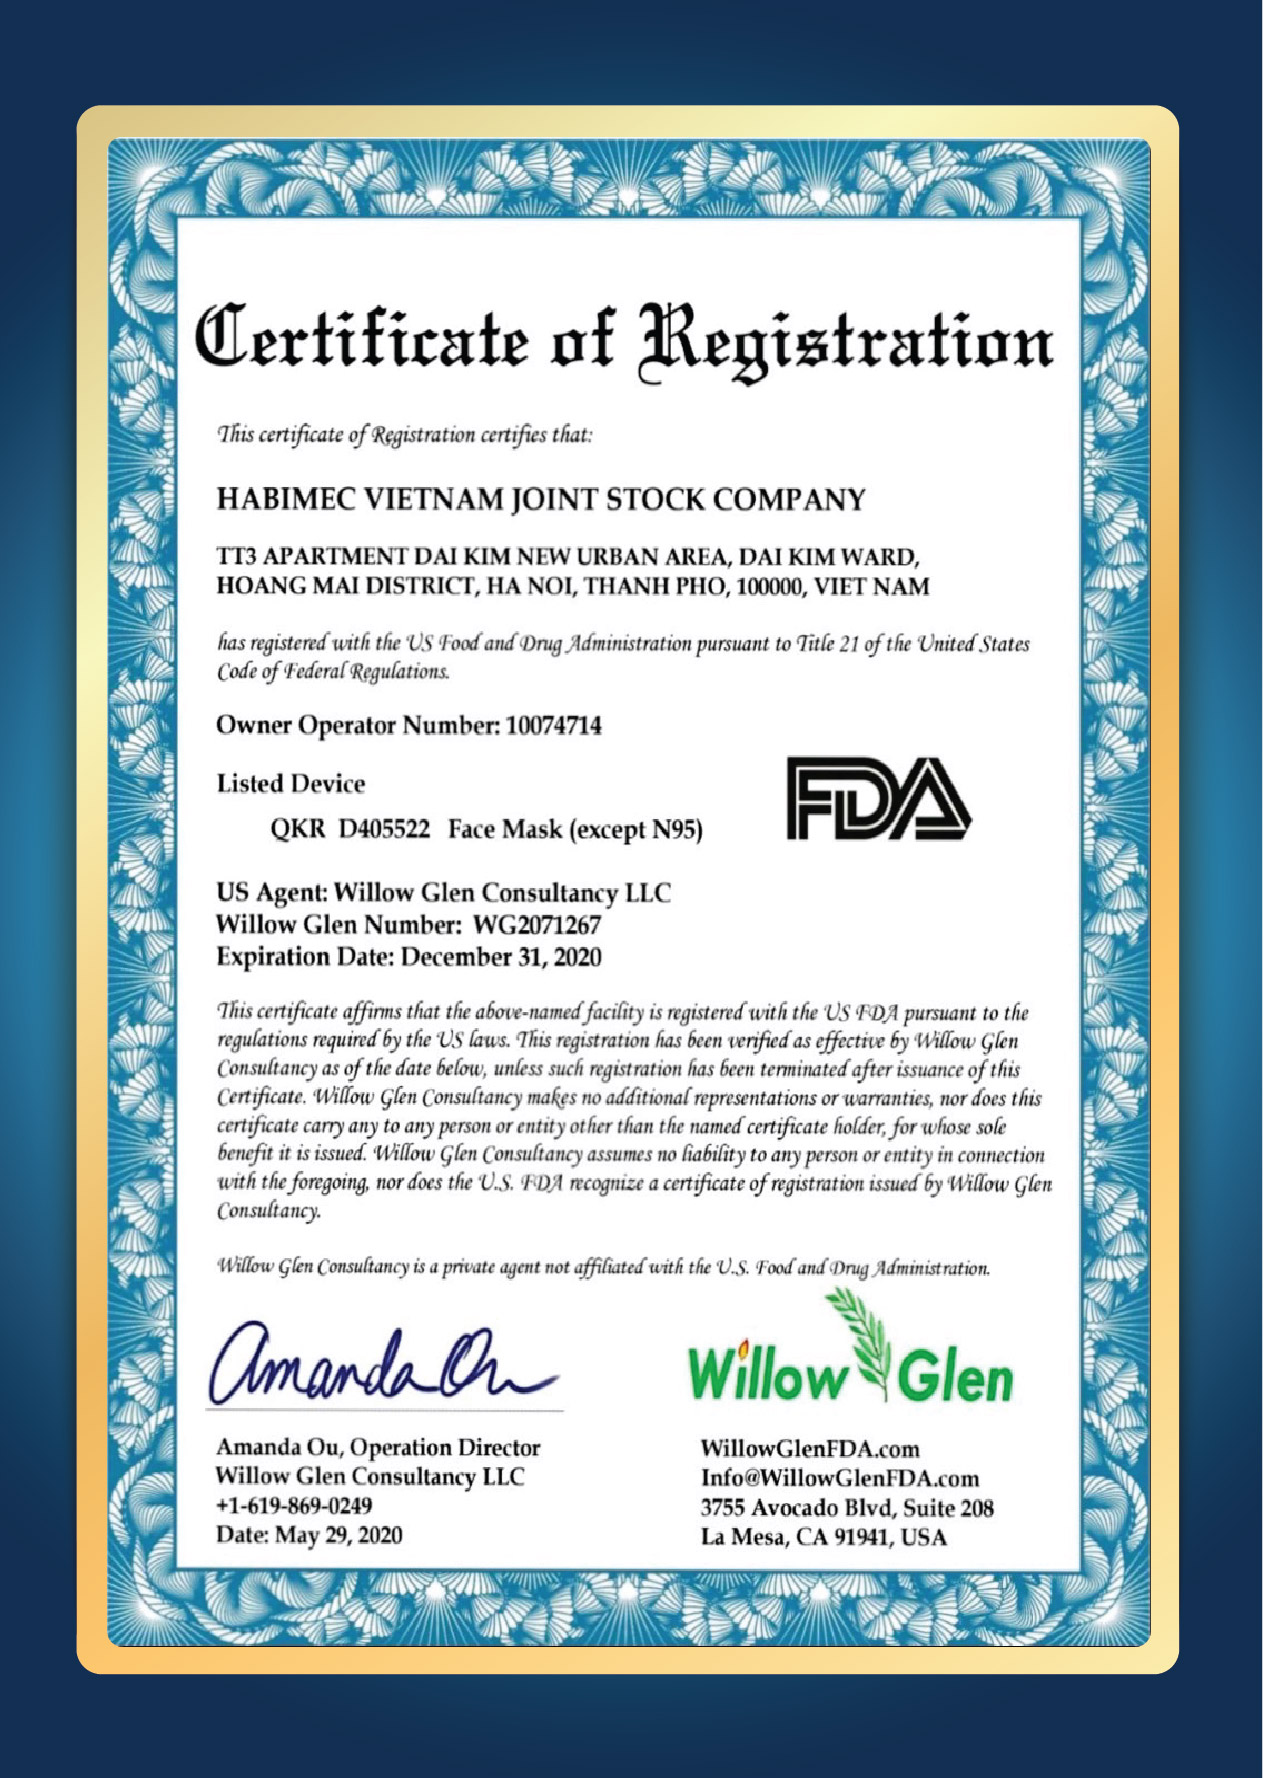 Certificate of Registration
This certificate of Registration certifies that:
HABIMEC VIETNAM JOINT STOCK COMPANY
TT3 APARTMENT DAI KIM NEW URBAN AREA, DAI KIM WARD,
HOANG MAI DISTRICT, HA NOI, THANH PHO, 100000, VIET NAM
has registered with the US Food and Drug Administration pursuant to Title 21 of the United States
Code of Federal Regulations.
Owner Operator Number: 10074714
Listed Device
QKR D405522 Face Mask (except N95)
FDA
US Agent: Willow Glen Consultancy LLC
Willow Glen Number: WG2071267
Expiration Date: December 31, 2020
This certificate affirms that the above-named facility is registered with the US FDA pursuant to the
regulations required by the US laws. This registration has been verified as effective by Willow Glen
Consultancy as of the date below, unless such registration has been terminated after issuance of this
Certificate. Willow Glen Consultancy makes no additional representations or warranties, nor does this
certificate carry any to any person or entity other than the named certificate holder, for whose sole
benefit it is issued. Willow Glen Consultancy assumes no liability to any person or entity in connection
with the foregoing, nor does the U.S. FDA recognize a certificate of registration issued by Willow Glen
Consultancy.
Willow Glen Consultancy is a private agent not affiliated with the U.S. Food and Drug Administration.
Amanda Ou
Willow Glen
Amanda Ou, Operation Director
Willow Glen Consultancy LLC
+1-619-869-0249
Date: May 29, 2020
WillowGlenFDA.com
Info@WillowGlenFDA.com
3755 Avocado Blvd, Suite 208
La Mesa, CA 91941, USA